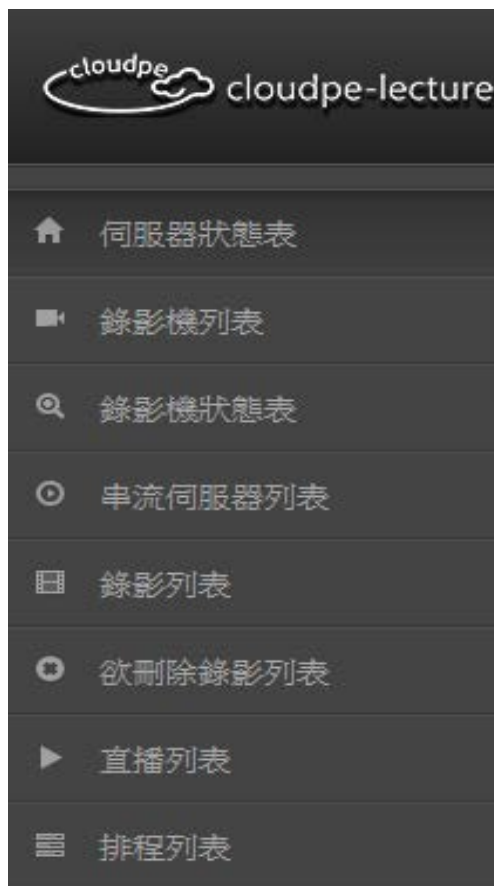 cloudpe
cloudpe-lecture
伺服器狀態表
錄影機列表
錄影機狀態表
串流伺服器列表
錄影列表
欲刪除錄影列表
直播列表
排程列表